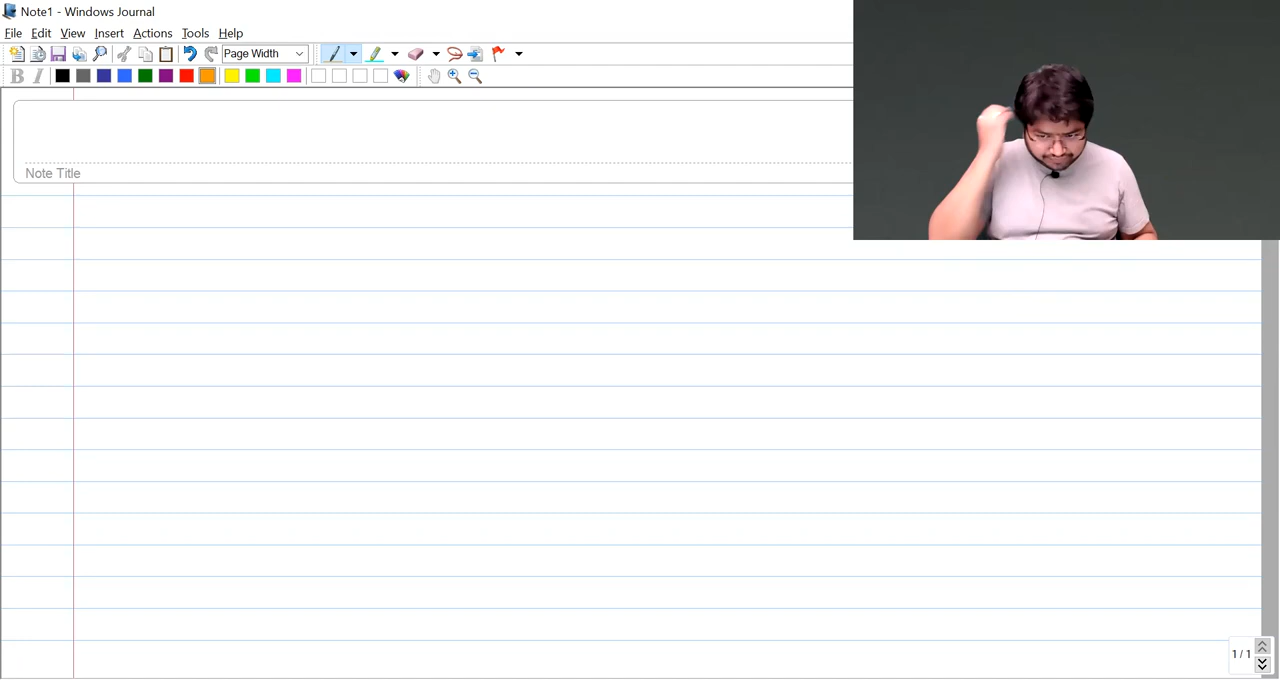 Note1 - Windows Journal
File Edit View Insert Actions Tools Help
Page Width
B I
Note Title
1 / 1